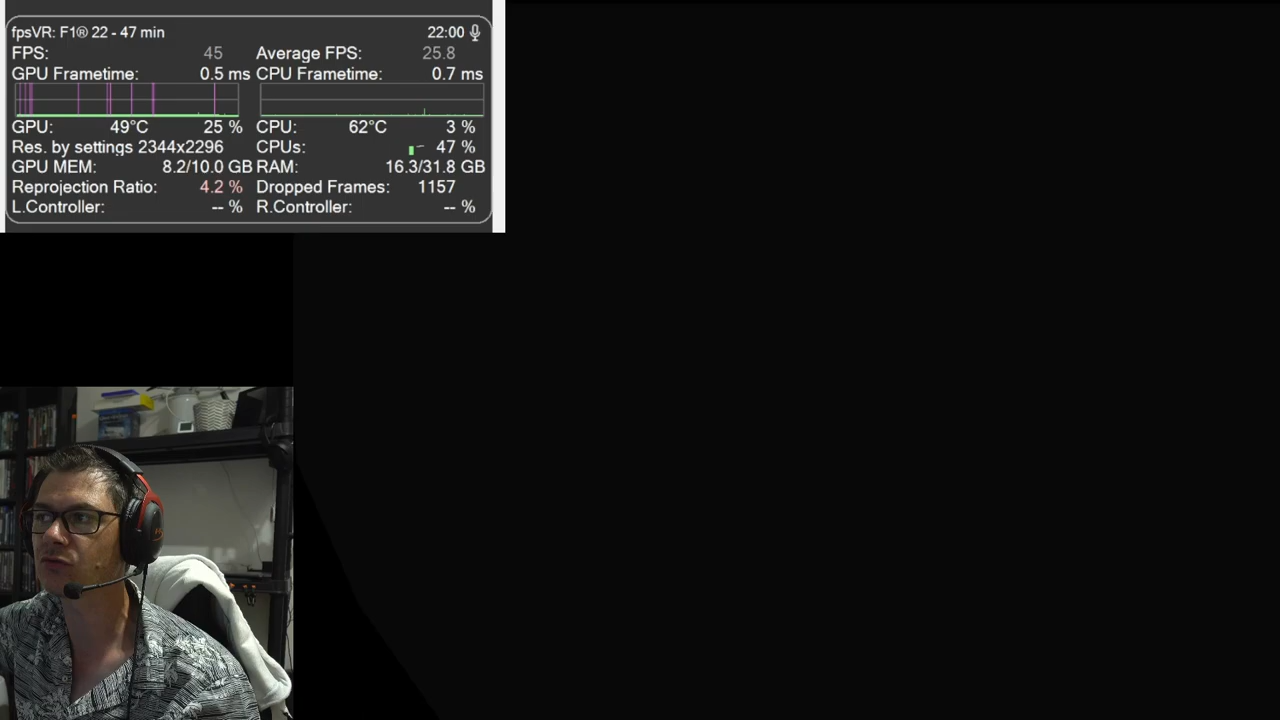 fpsVR: F1® 22 - 47 min 22:00
FPS: 45 Average FPS: 25.8
GPU Frametime: 0.5 ms CPU Frametime: 0.7 ms
GPU: 49°C 25 % CPU: 62°C 3 %
Res. by settings 2344x2296 CPUs: 47 %
GPU MEM: 8.2/10.0 GB RAM: 16.3/31.8 GB
Reprojection Ratio: 4.2 % Dropped Frames: 1157
L.Controller: -- % R.Controller: -- %